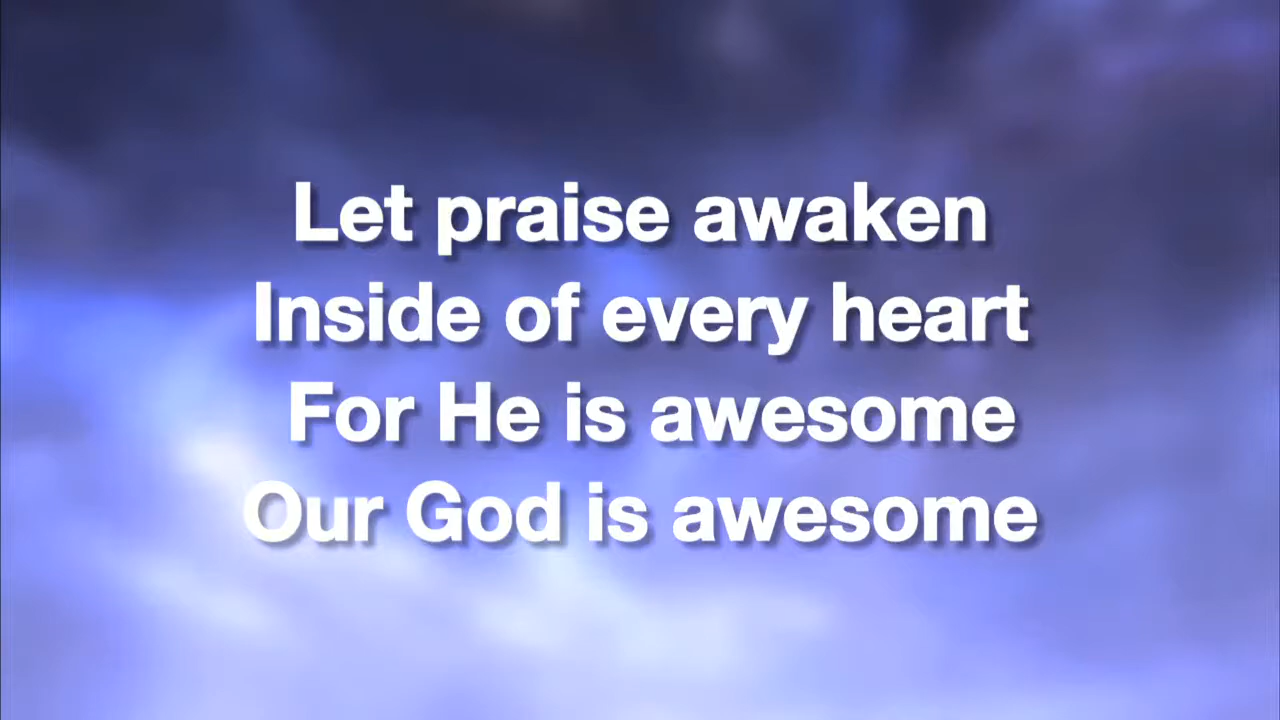 Let praise awaken
Inside of every heart
For He is awesome
Our God is awesome